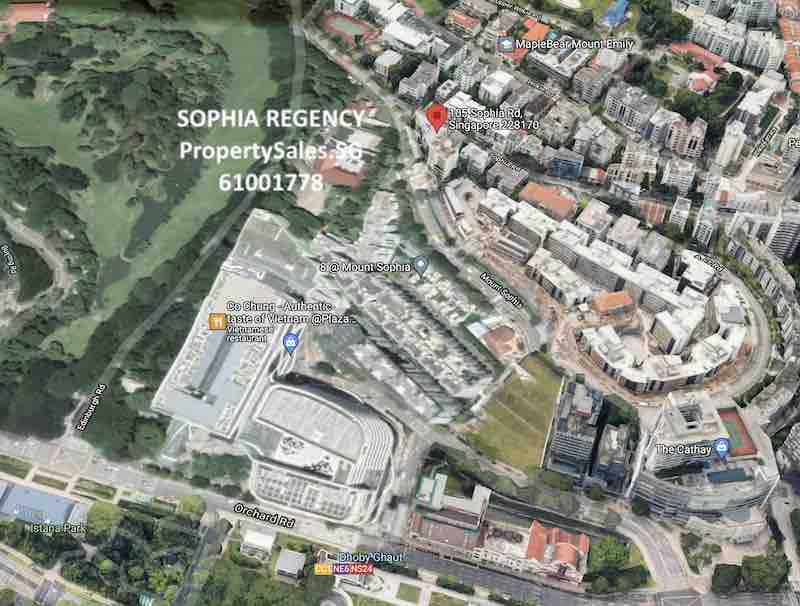 MapleBear Mount Emily
SOPHIA REGENCY
PropertySales.SG
61001778
105 Sophia Rd,
Singapore 228170
Sophia Rd
8 @ Mount Sophia
Mount Sophia
Co Chung - Authentic
taste of Vietnam @Plaza...
Vietnamese
restaurant
Edinburgh Rd
The Cathay
Orchard Rd
Istana Park
Dhoby Ghaut
CC1 NE6 NS24